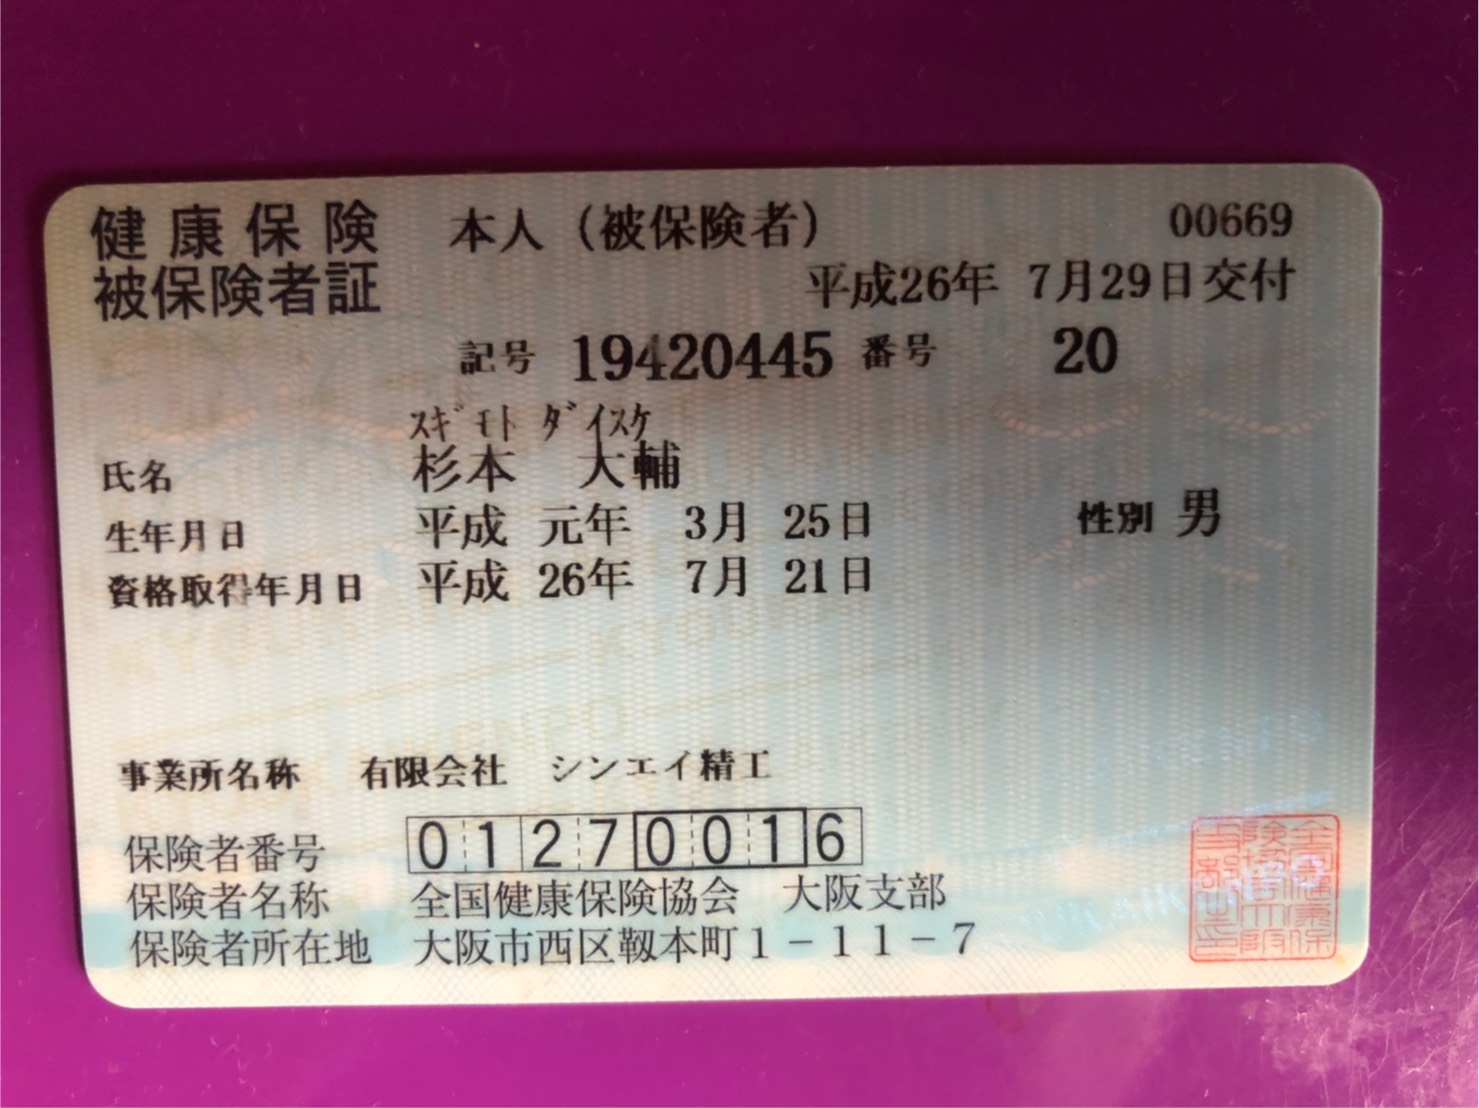 健康保険 本人(被保険者) 00669
被保険者証 平成26年 7月29日交付
記号 19420445 番号 20
ｽｷﾞﾓﾄ ﾀﾞｲｽｹ
氏名 杉本 大輔
生年月日 平成 元年 3月 25日 性別 男
資格取得年月日 平成 26年 7月 21日
事業所名称 有限会社 シンエイ精工
保険者番号 01270016
保険者名称 全国健康保険協会 大阪支部
保険者所在地 大阪市西区靱本町1-11-7